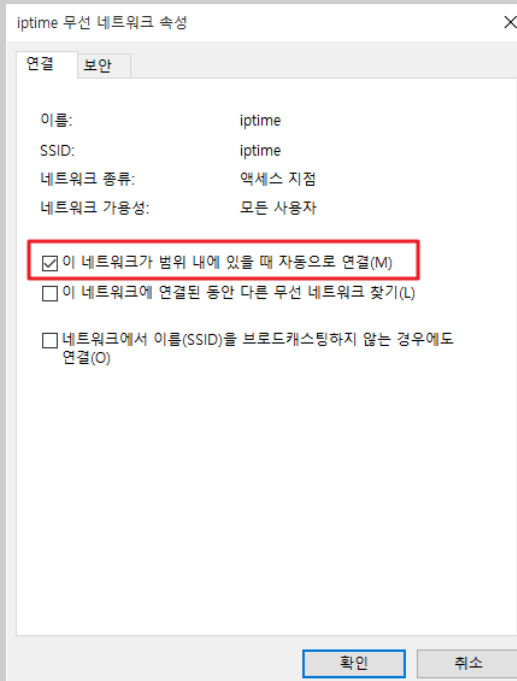 iptime 무선 네트워크 속성
연결 보안
이름: iptime
SSID: iptime
네트워크 종류: 액세스 지점
네트워크 가용성: 모든 사용자
이 네트워크가 범위 내에 있을 때 자동으로 연결(M)
이 네트워크에 연결된 동안 다른 무선 네트워크 찾기(L)
네트워크에서 이름(SSID)을 브로드캐스팅하지 않는 경우에도
연결(O)
확인 취소